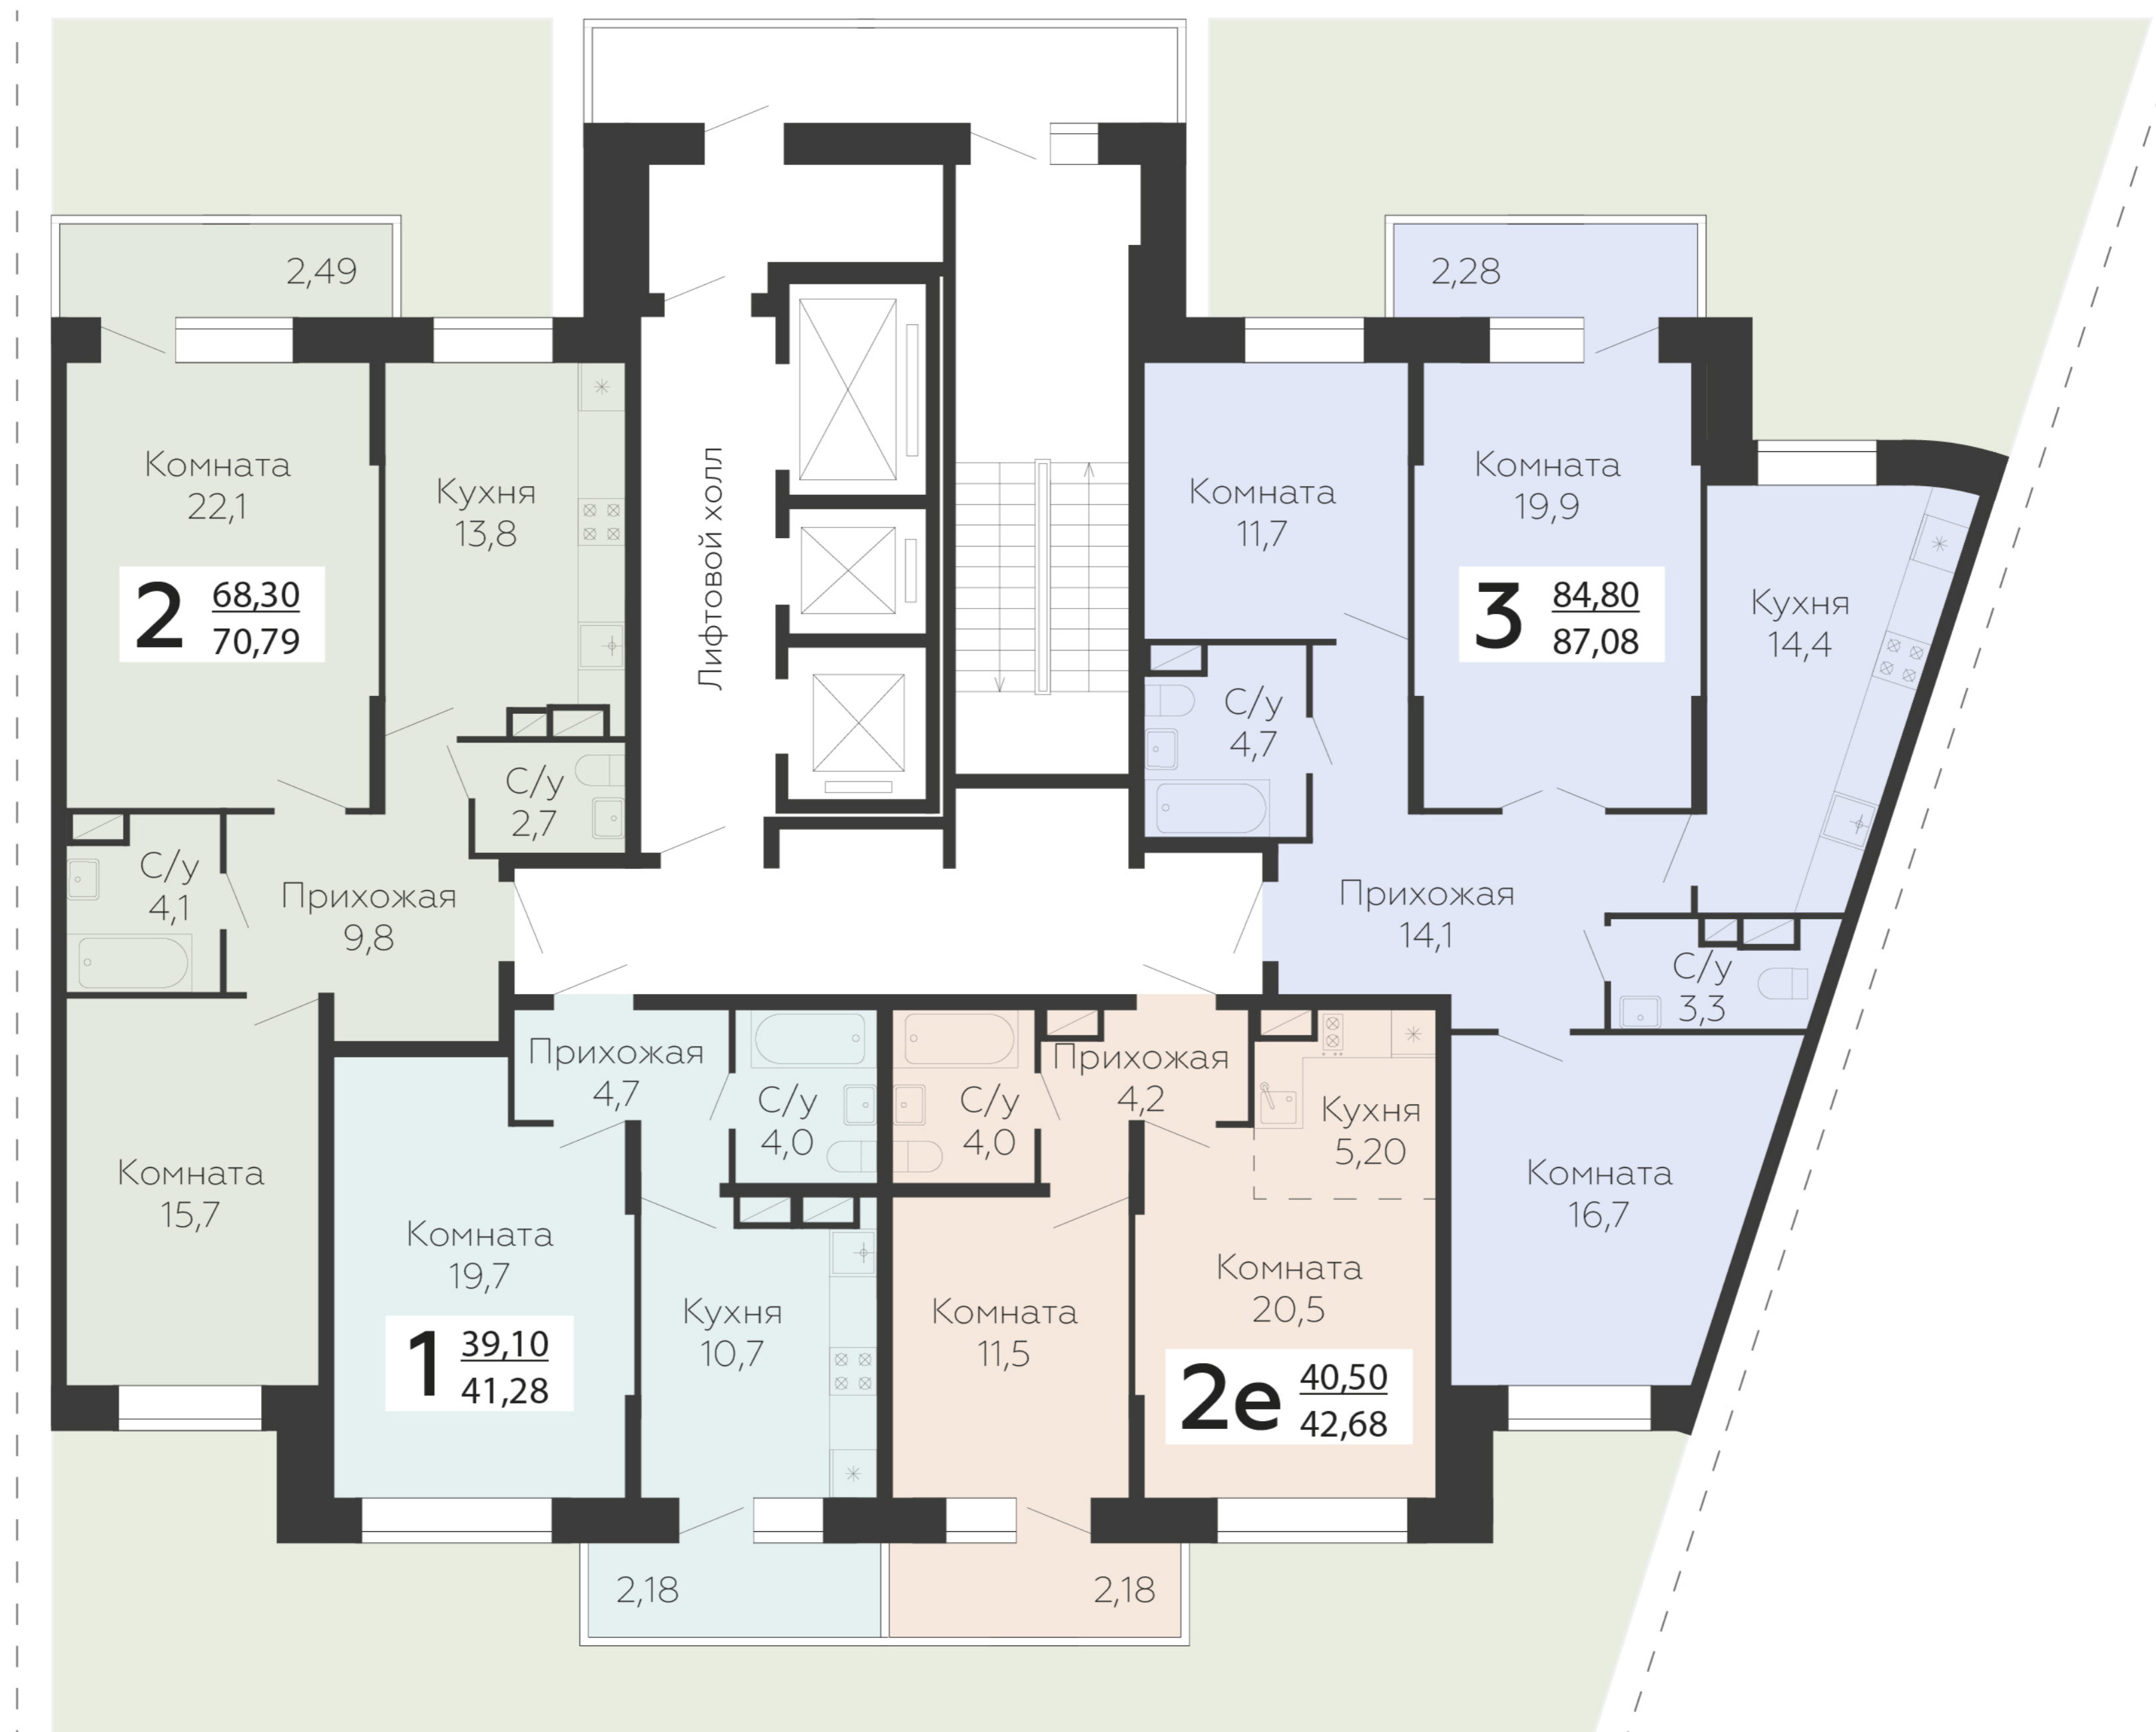 2,49
Комната
22,1
2 68,30
70,79
Кухня
13,8
С/у
2,7
С/у
4,1
Прихожая
9,8
Комната
15,7
Лифтовой холл
2,28
Комната
11,7
Комната
19,9
3 84,80
87,08
Кухня
14,4
С/у
4,7
Прихожая
14,1
С/у
3,3
Комната
16,7
Прихожая
4,7
С/у
4,0
Комната
19,7
1 39,10
41,28
Кухня
10,7
2,18
С/у
4,0
Прихожая
4,2
Кухня
5,20
Комната
11,5
Комната
20,5
2е 40,50
42,68
2,18